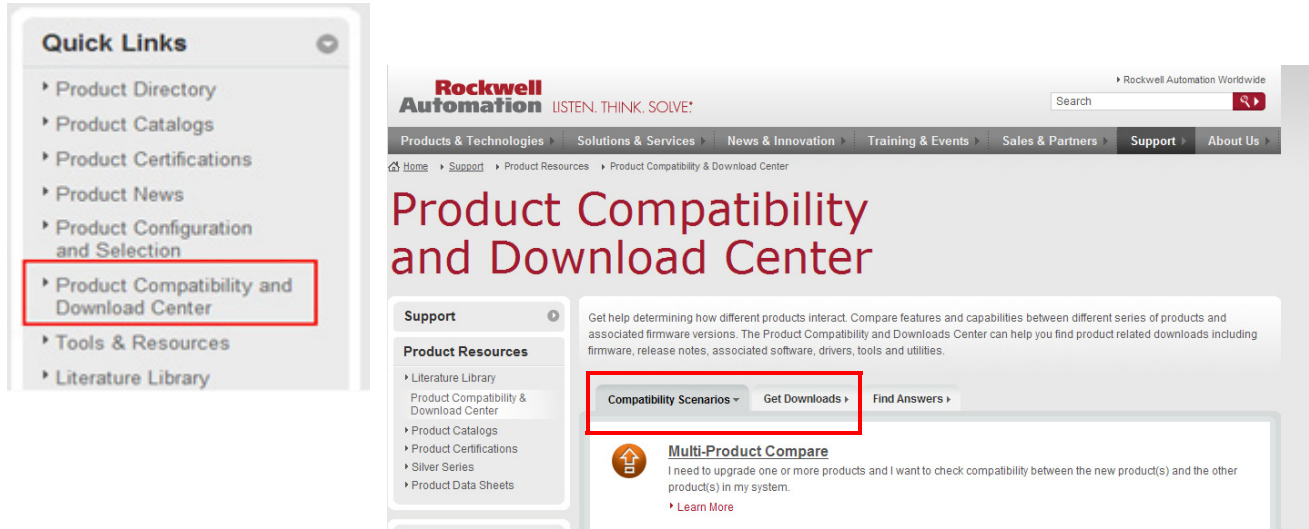 Quick Links
Product Directory
Product Catalogs
Product Certifications
Product News
Product Configuration
and Selection
Product Compatibility and
Download Center
Tools & Resources
Literature Library
Rockwell
Automation LISTEN. THINK. SOLVE.®
Rockwell Automation Worldwide
Search
Products & Technologies
Solutions & Services
News & Innovation
Training & Events
Sales & Partners
Support
About Us
Home Support Product Resources Product Compatibility & Download Center
Product Compatibility
and Download Center
Support
Product Resources
Literature Library
Product Compatibility &
Download Center
Product Catalogs
Product Certifications
Silver Series
Product Data Sheets
Get help determining how different products interact. Compare features and capabilities between different series of products and
associated firmware versions. The Product Compatibility and Downloads Center can help you find product related downloads including
firmware, release notes, associated software, drivers, tools and utilities.
Compatibility Scenarios
Get Downloads
Find Answers
Multi-Product Compare
I need to upgrade one or more products and I want to check compatibility between the new product(s) and the other
product(s) in my system.
Learn More